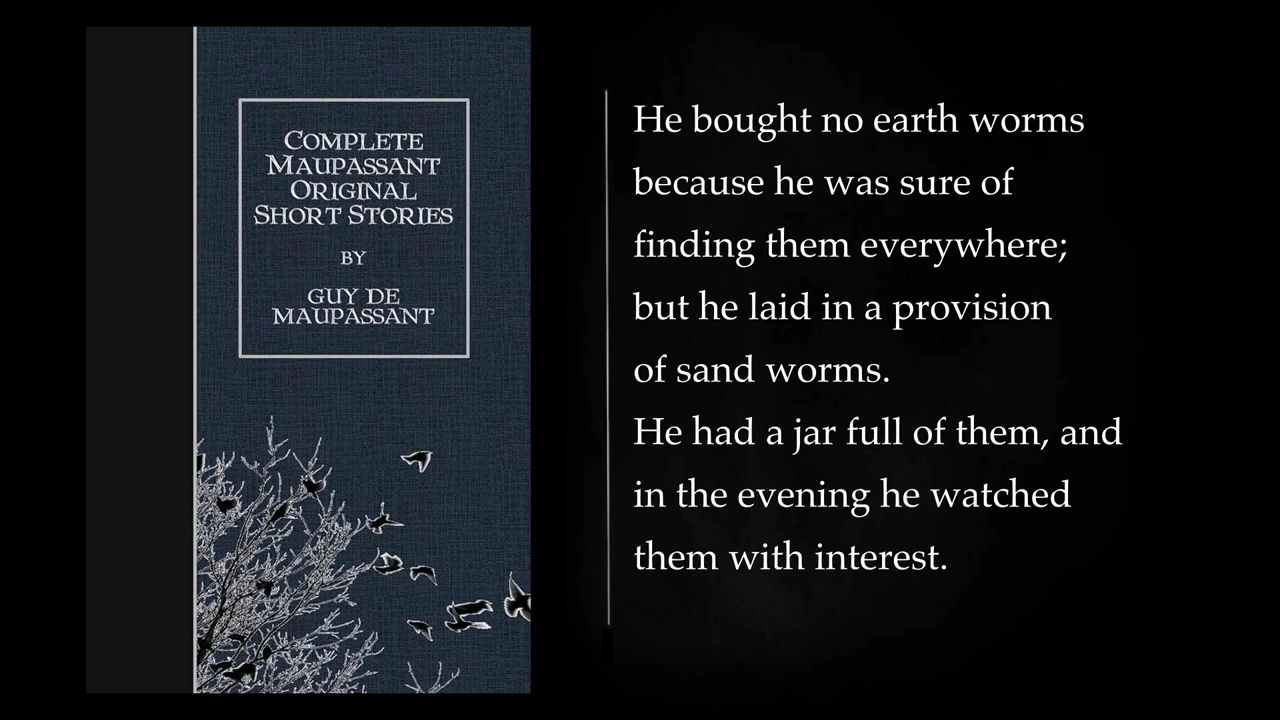 COMPLETE
MAUPASSANT
ORIGINAL
SHORT STORIES
BY
GUY DE
MAUPASSANT
He bought no earth worms
because he was sure of
finding them everywhere;
but he laid in a provision
of sand worms.
He had a jar full of them, and
in the evening he watched
them with interest.